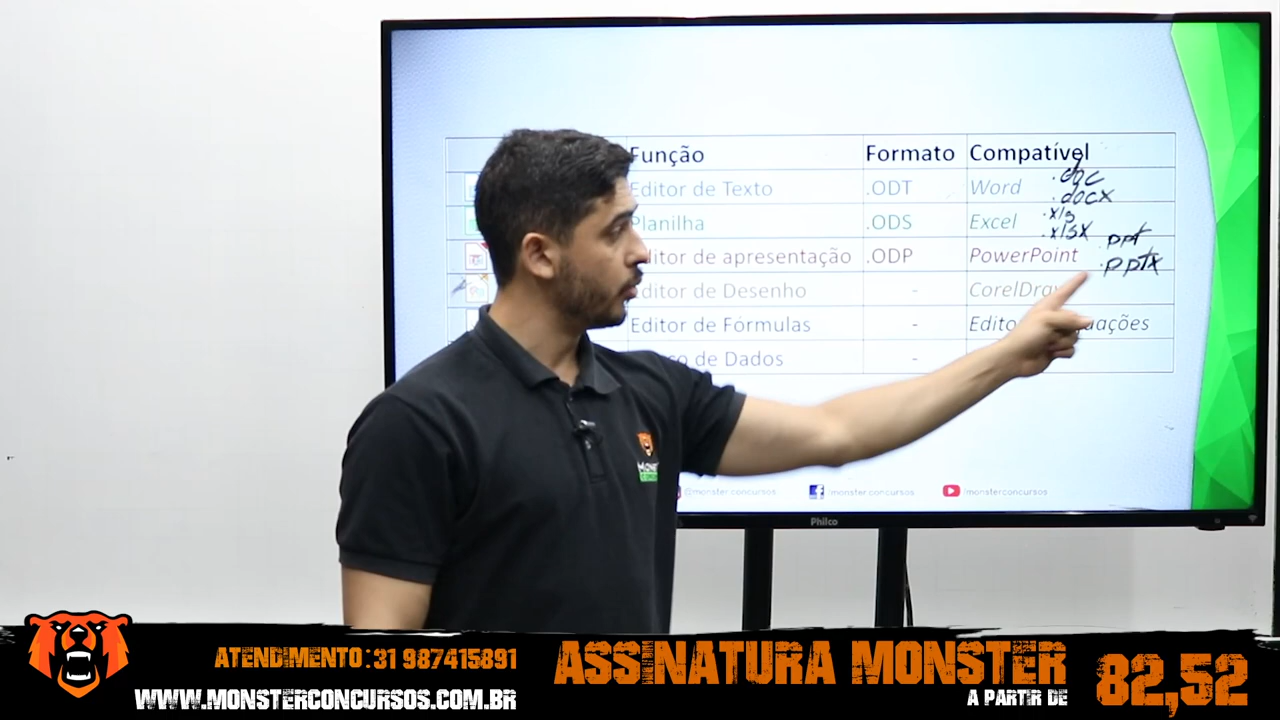 Função Formato Compatível
Editor de Texto .ODT Word .doc
.docx
Planilha .ODS Excel .xls
.xlsx
de apresentação .ODP PowerPoint .ppt
.pptx
Editor de Desenho -
Editor de Fórmulas -
de Dados -
@monster.concursos /monster.concursos /monsterconcursos
Philco
ATENDIMENTO: 31 987415891
WWW.MONSTERCONCURSOS.COM.BR
ASSINATURA MONSTER
A PARTIR DE
82,52